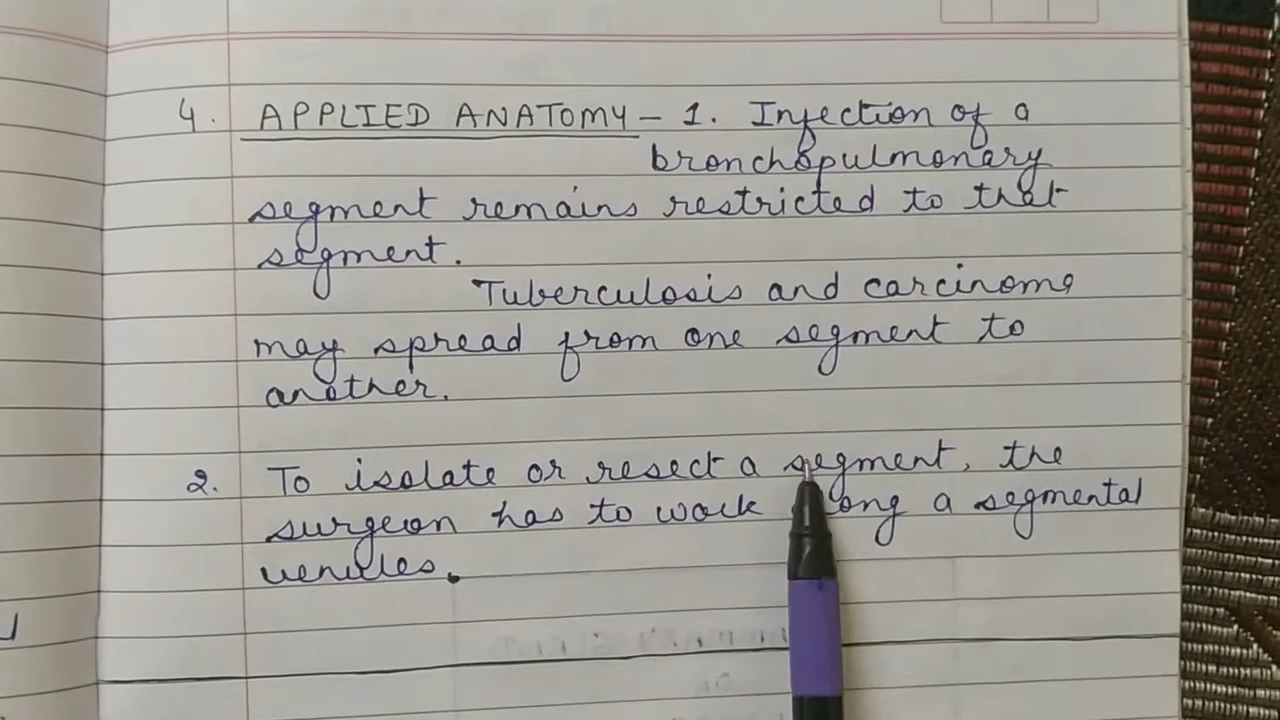 4. APPLIED ANATOMY - 1. Infection of a
bronchopulmonary
segment remains restricted to that
segment.
Tuberculosis and carcinoma
may spread from one segment to
another.
2. To isolate or resect a segment, the
surgeon has to work along a segmental
venules.